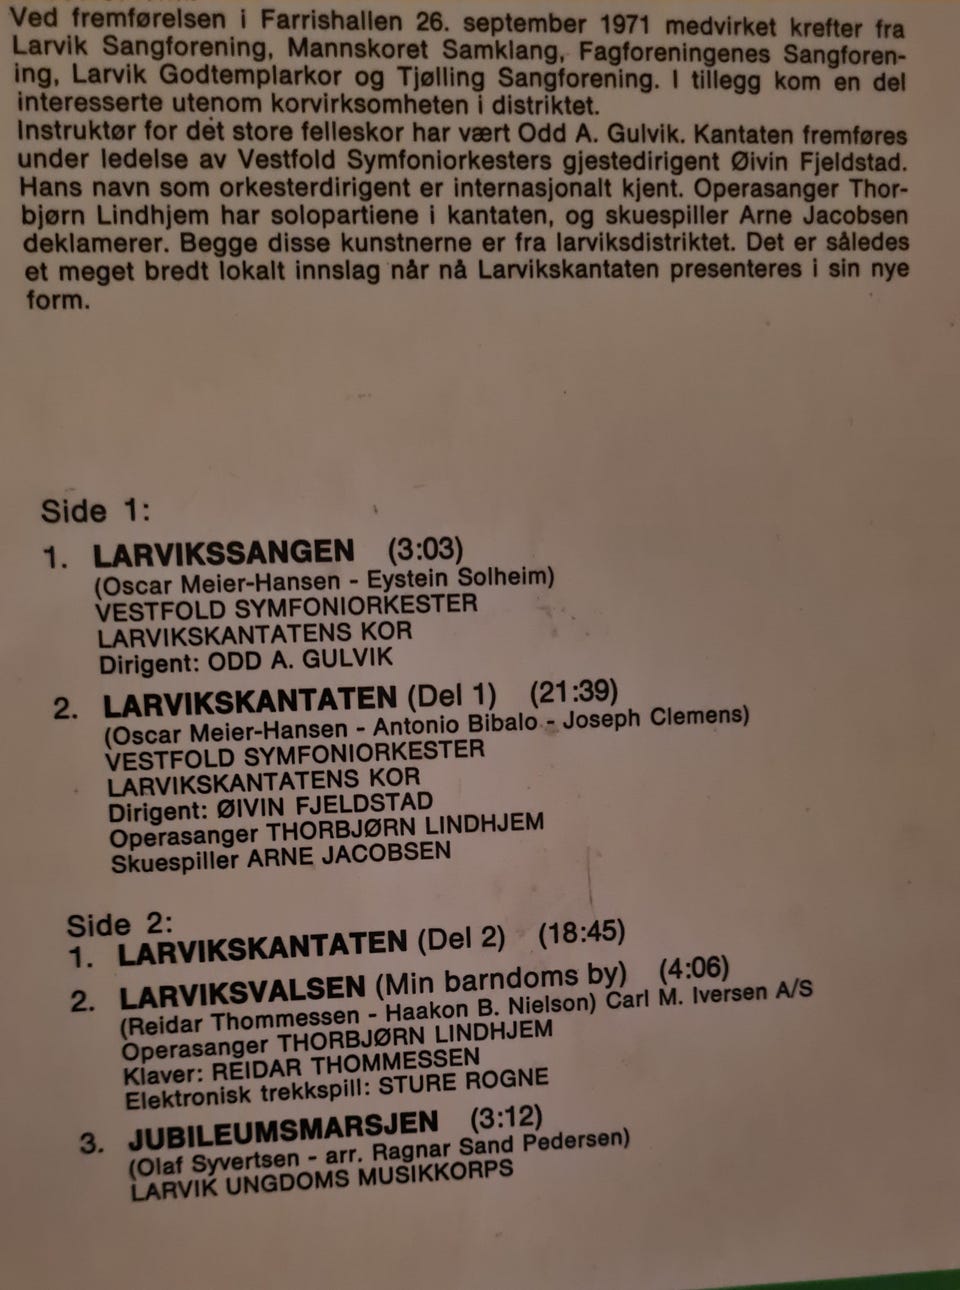 Ved fremførelsen i Farrishallen 26. september 1971 medvirket krefter fra
Larvik Sangforening, Mannskoret Samklang, Fagforeningenes Sangforen-
ing, Larvik Godtemplarkor og Tjølling Sangforening. I tillegg kom en del
interesserte utenom korvirksomheten i distriktet.
Instruktør for det store felleskor har vært Odd A. Gulvik. Kantaten fremføres
under ledelse av Vestfold Symfoniorkesters gjestedirigent Øivin Fjeldstad.
Hans navn som orkesterdirigent er internasjonalt kjent. Operasanger Thor-
bjørn Lindhjem har solopartiene i kantaten, og skuespiller Arne Jacobsen
deklamerer. Begge disse kunstnerne er fra larviksdistriktet. Det er således
et meget bredt lokalt innslag når nå Larvikskantaten presenteres i sin nye
form.
Side 1:
1. LARVIKSSANGEN (3:03)
(Oscar Meier-Hansen - Eystein Solheim)
VESTFOLD SYMFONIORKESTER
LARVIKSKANTATENS KOR
Dirigent: ODD A. GULVIK
2. LARVIKSKANTATEN (Del 1) (21:39)
(Oscar Meier-Hansen - Antonio Bibalo - Joseph Clemens)
VESTFOLD SYMFONIORKESTER
LARVIKSKANTATENS KOR
Dirigent: ØIVIN FJELDSTAD
Operasanger THORBJØRN LINDHJEM
Skuespiller ARNE JACOBSEN
Side 2:
1. LARVIKSKANTATEN (Del 2) (18:45)
2. LARVIKSVALSEN (Min barndoms by) (4:06)
(Reidar Thommessen - Haakon B. Nielson) Carl M. Iversen A/S
Operasanger THORBJØRN LINDHJEM
Klaver: REIDAR THOMMESSEN
Elektronisk trekkspill: STURE ROGNE
3. JUBILEUMSMARSJEN (3:12)
(Olaf Syvertsen - arr. Ragnar Sand Pedersen)
LARVIK UNGDOMS MUSIKKORPS